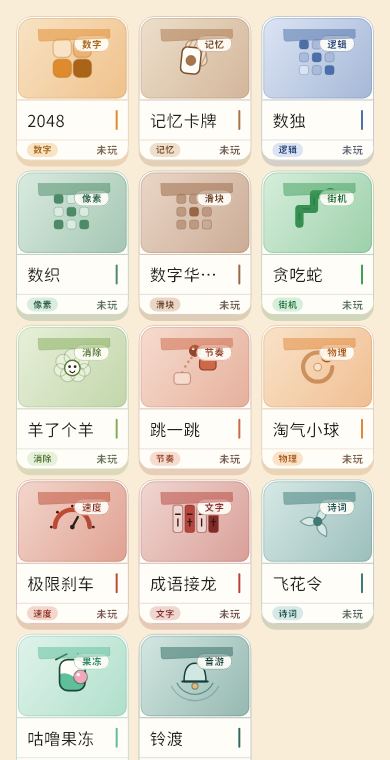 数字
记忆
逻辑
2048
记忆卡牌
数独
数字 未玩
记忆 未玩
逻辑 未玩
像素
滑块
街机
数织
数字华…
贪吃蛇
像素 未玩
滑块 未玩
街机 未玩
消除
节奏
物理
羊了个羊
跳一跳
淘气小球
消除 未玩
节奏 未玩
物理 未玩
速度
文字
诗词
极限刹车
成语接龙
飞花令
速度 未玩
文字 未玩
诗词 未玩
果冻
音游
咕噜果冻
铃渡